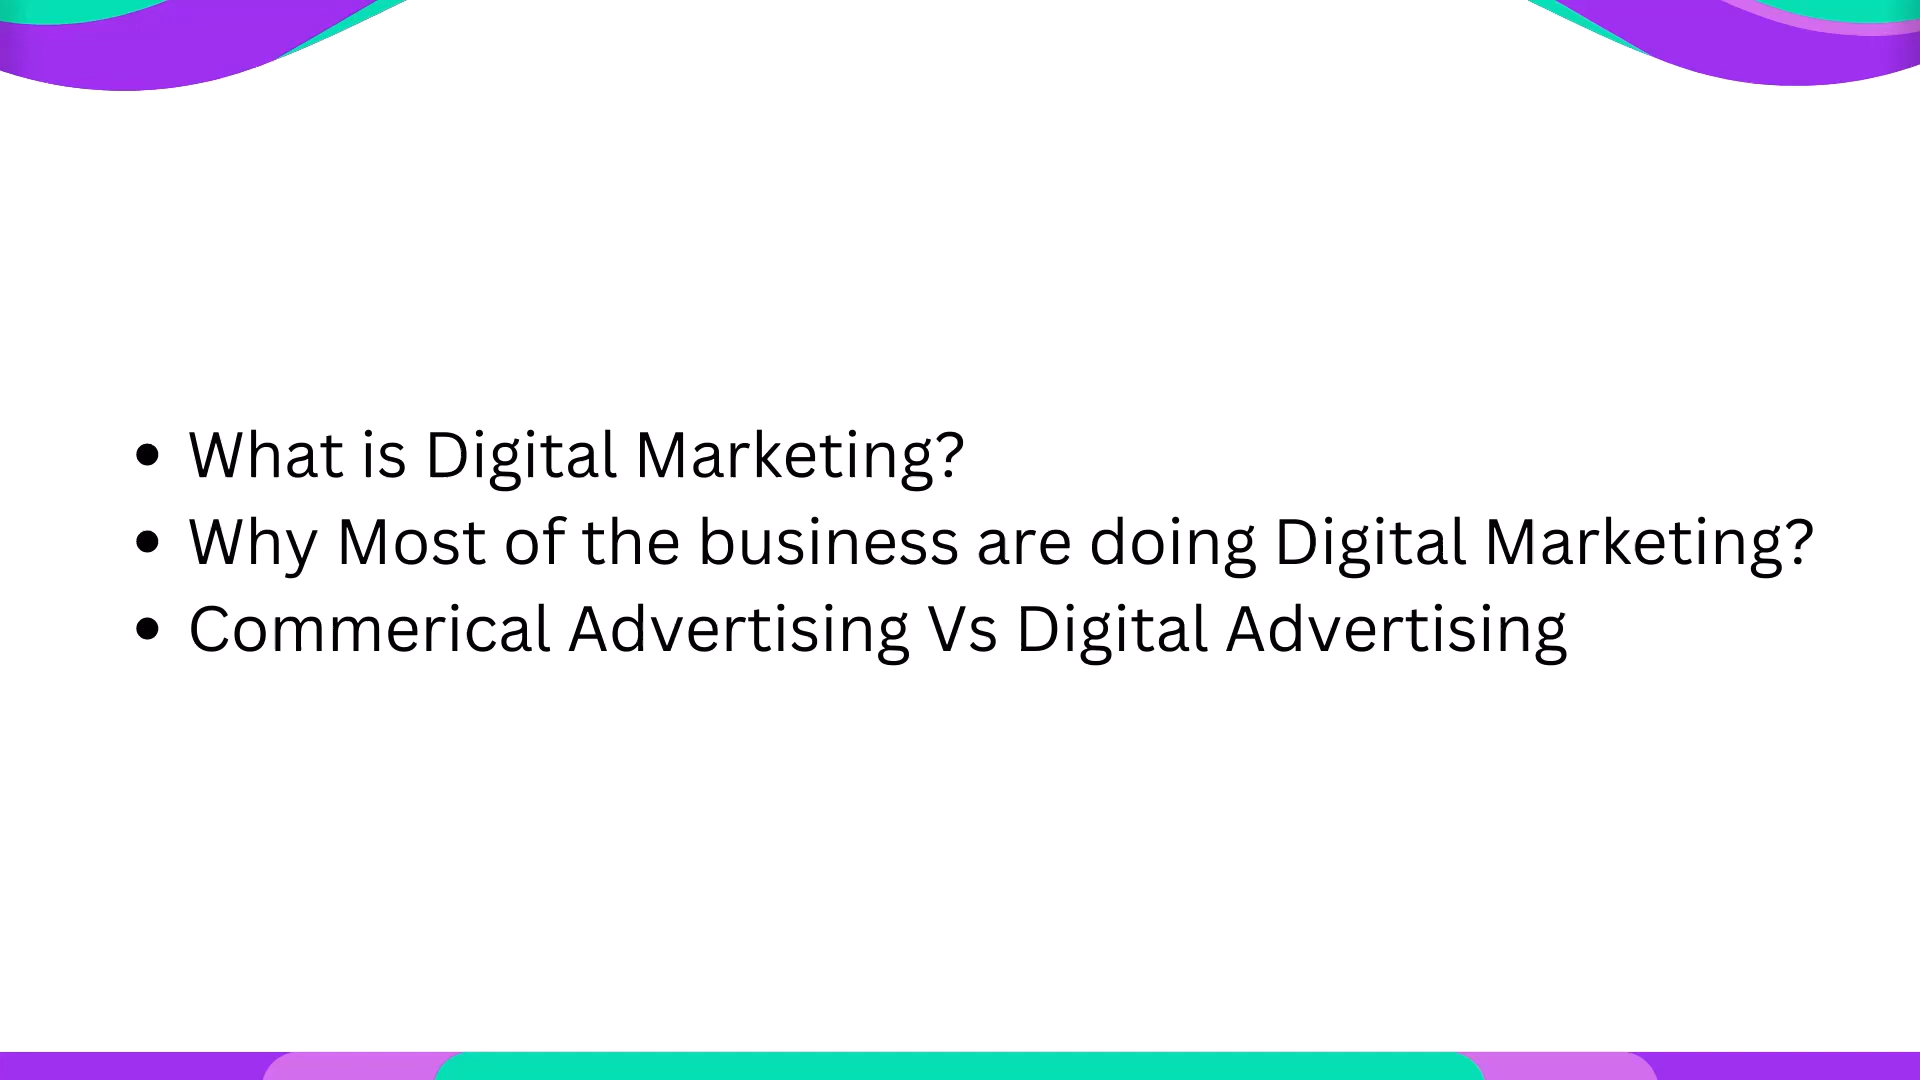 • What is Digital Marketing?
• Why Most of the business are doing Digital Marketing?
• Commerical Advertising Vs Digital Advertising